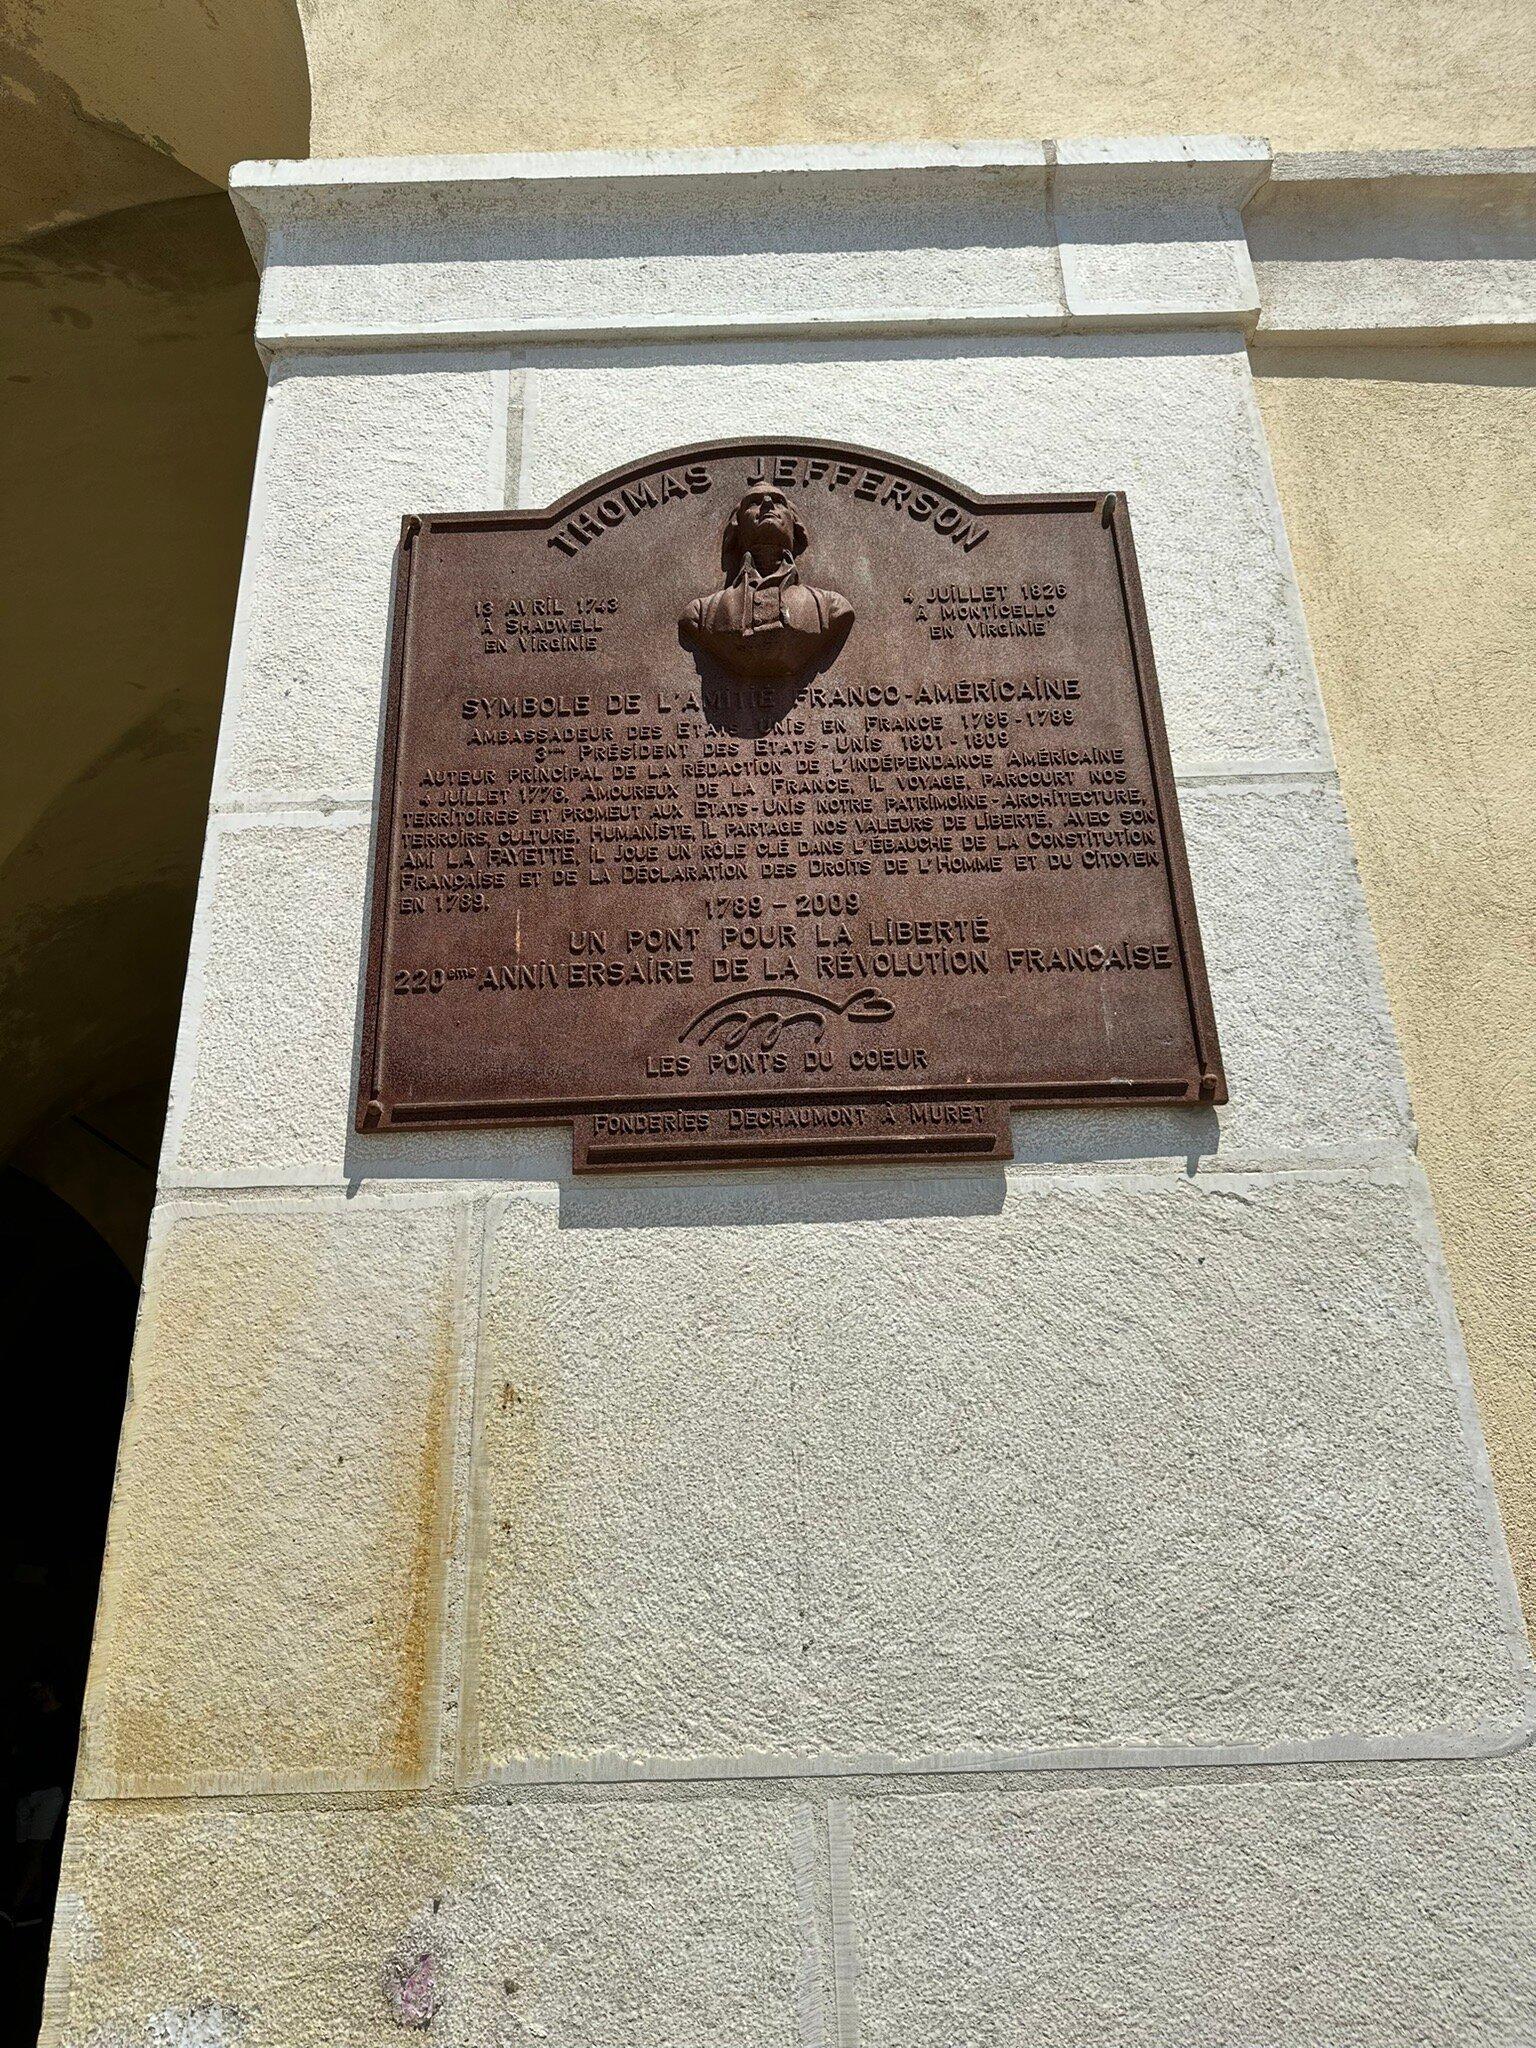 THOMAS JEFFERSON
13 AVRIL 1743
À SHADWELL
EN VIRGINIE
4 JUILLET 1826
À MONTICELLO
EN VIRGINIE
SYMBOLE DE L'AMITIÉ FRANCO-AMÉRICAINE
AMBASSADEUR DES ETATS-UNIS EN FRANCE 1785-1789
3ème PRÉSIDENT DES ETATS-UNIS 1801-1809
AUTEUR PRINCIPAL DE LA RÉDACTION DE L'INDÉPENDANCE AMÉRICAINE
4 JUILLET 1776. AMOUREUX DE LA FRANCE, IL VOYAGE, PARCOURT NOS
TERRITOIRES ET PROMEUT AUX ETATS-UNIS NOTRE PATRIMOINE-ARCHITECTURE,
TERROIRS, CULTURE. HUMANISTE, IL PARTAGE NOS VALEURS DE LIBERTÉ. AVEC SON
AMI LA FAYETTE, IL JOUE UN RÔLE CLÉ DANS L'ÉBAUCHE DE LA CONSTITUTION
FRANÇAISE ET DE LA DÉCLARATION DES DROITS DE L'HOMME ET DU CITOYEN
EN 1789.
1789 - 2009
UN PONT POUR LA LIBERTÉ
220ème ANNIVERSAIRE DE LA RÉVOLUTION FRANÇAISE
LES PONTS DU COEUR
FONDERIES DECHAUMONT À MURET